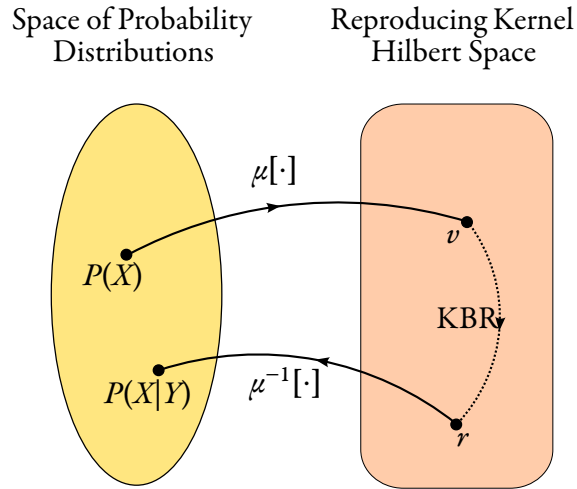 Space of Probability
Distributions
Reproducing Kernel
Hilbert Space
μ[·]
v
P(X)
KBR
P(X|Y)
μ⁻¹[·]
r